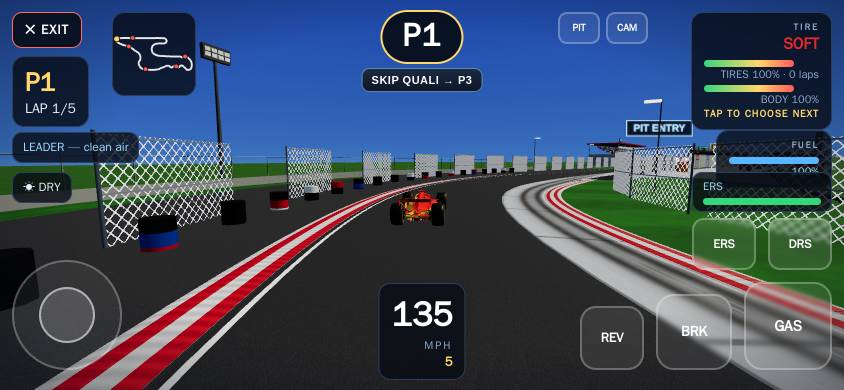 ✕ EXIT
P1
LAP 1/5
LEADER — clean air
☀ DRY
P1
SKIP QUALI → P3
PIT
CAM
TIRE
SOFT
TIRES 100% · 0 laps
BODY 100%
TAP TO CHOOSE NEXT
PIT ENTRY
FUEL
100%
ERS
ERS
DRS
135
MPH
5
REV
BRK
GAS